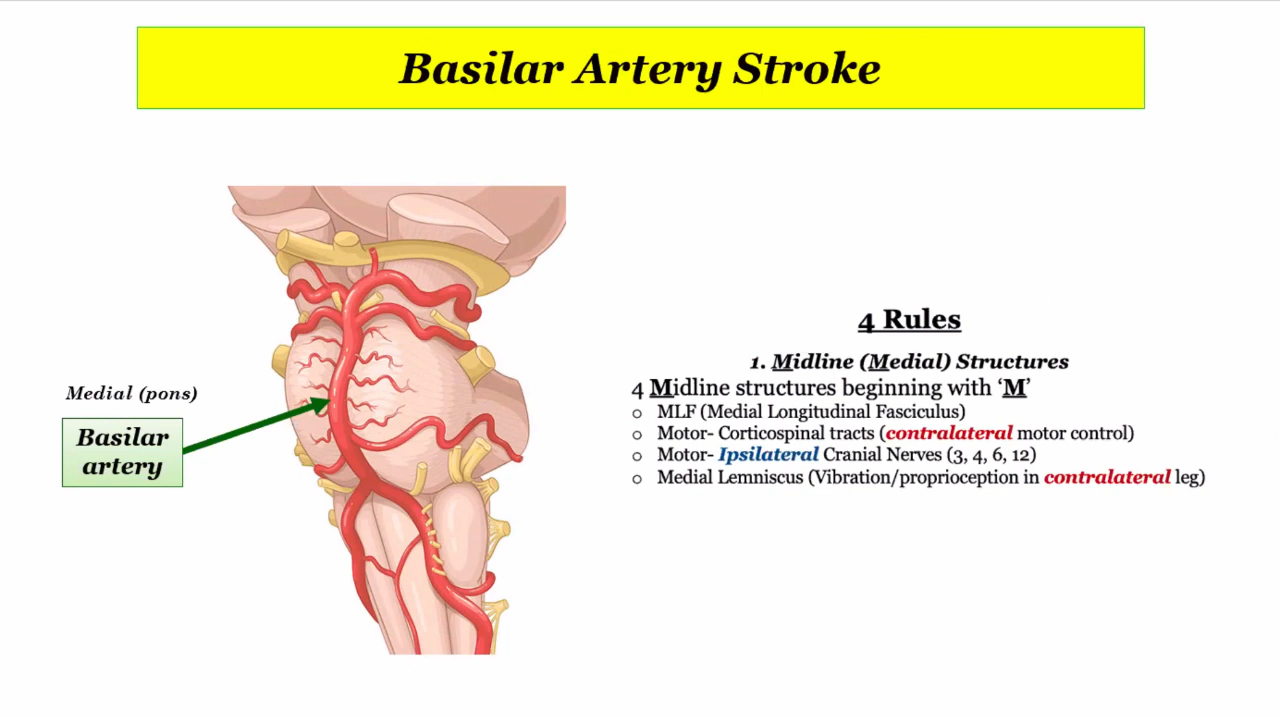 Basilar Artery Stroke
Medial (pons)
Basilar
artery
4 Rules
1. Midline (Medial) Structures
4 Midline structures beginning with ‘M’
o MLF (Medial Longitudinal Fasciculus)
o Motor- Corticospinal tracts (contralateral motor control)
o Motor- Ipsilateral Cranial Nerves (3, 4, 6, 12)
o Medial Lemniscus (Vibration/proprioception in contralateral leg)